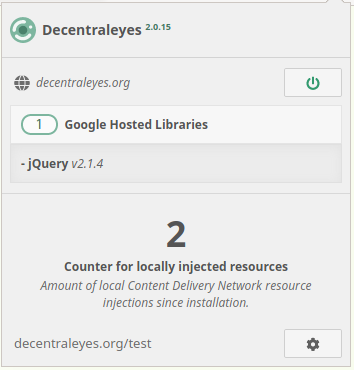 Decentraleyes 2.0.15
decentraleyes.org
1 Google Hosted Libraries
- jQuery v2.1.4
2
Counter for locally injected resources
Amount of local Content Delivery Network resource
injections since installation.
decentraleyes.org/test